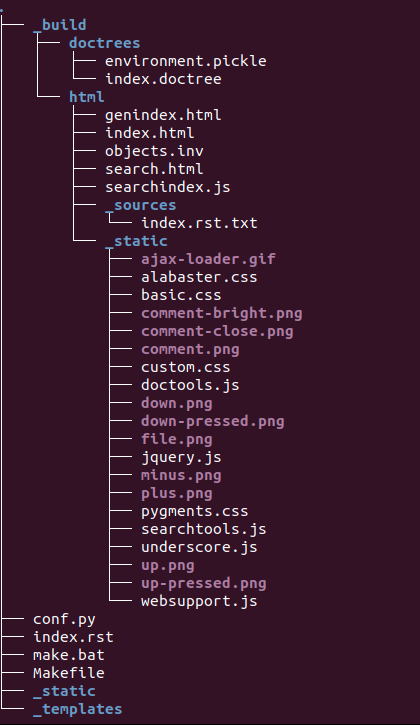 .
_build
doctrees
environment.pickle
index.doctree
html
genindex.html
index.html
objects.inv
search.html
searchindex.js
_sources
index.rst.txt
_static
ajax-loader.gif
alabaster.css
basic.css
comment-bright.png
comment-close.png
comment.png
custom.css
doctools.js
down.png
down-pressed.png
file.png
jquery.js
minus.png
plus.png
pygments.css
searchtools.js
underscore.js
up.png
up-pressed.png
websupport.js
conf.py
index.rst
make.bat
Makefile
_static
_templates